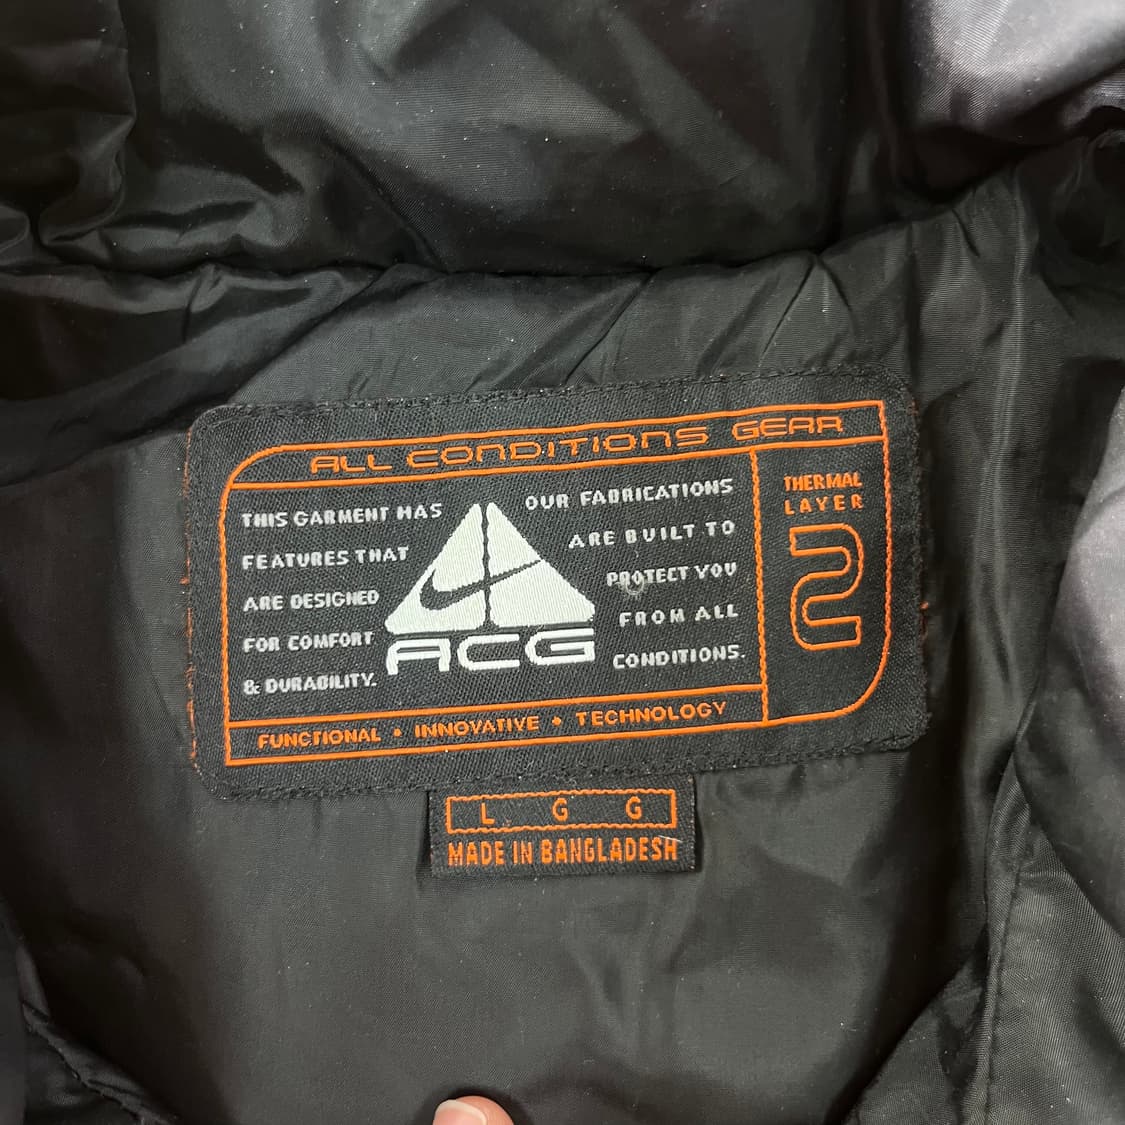 ALL CONDITIONS GEAR
THIS GARMENT HAS
FEATURES THAT
ARE DESIGNED
FOR COMFORT
& DURABILITY.
ACG
OUR FABRICATIONS
ARE BUILT TO
PROTECT YOU
FROM ALL
CONDITIONS.
THERMAL
LAYER
2
FUNCTIONAL • INNOVATIVE • TECHNOLOGY
L G G
MADE IN BANGLADESH